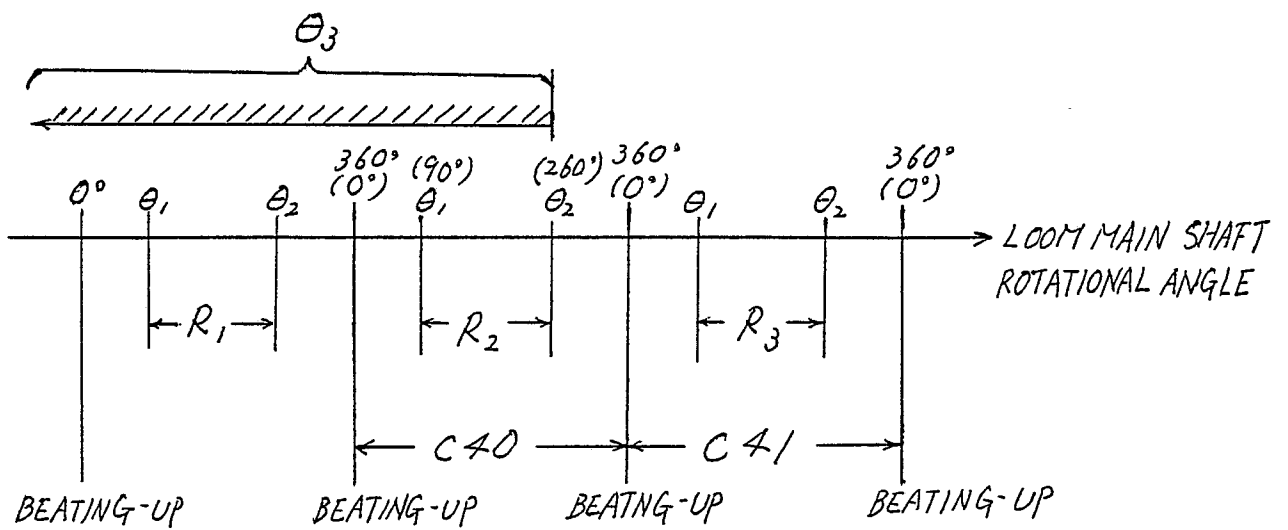 θ3
360° (90°) (260°) 360° 360°
0° θ1 θ2 (0°) θ1 θ2 (0°) θ1 θ2 (0°)
LOOM MAIN SHAFT
ROTATIONAL ANGLE
R1 R2 R3
C40 C41
BEATING-UP BEATING-UP BEATNG-UP BEATING-UP